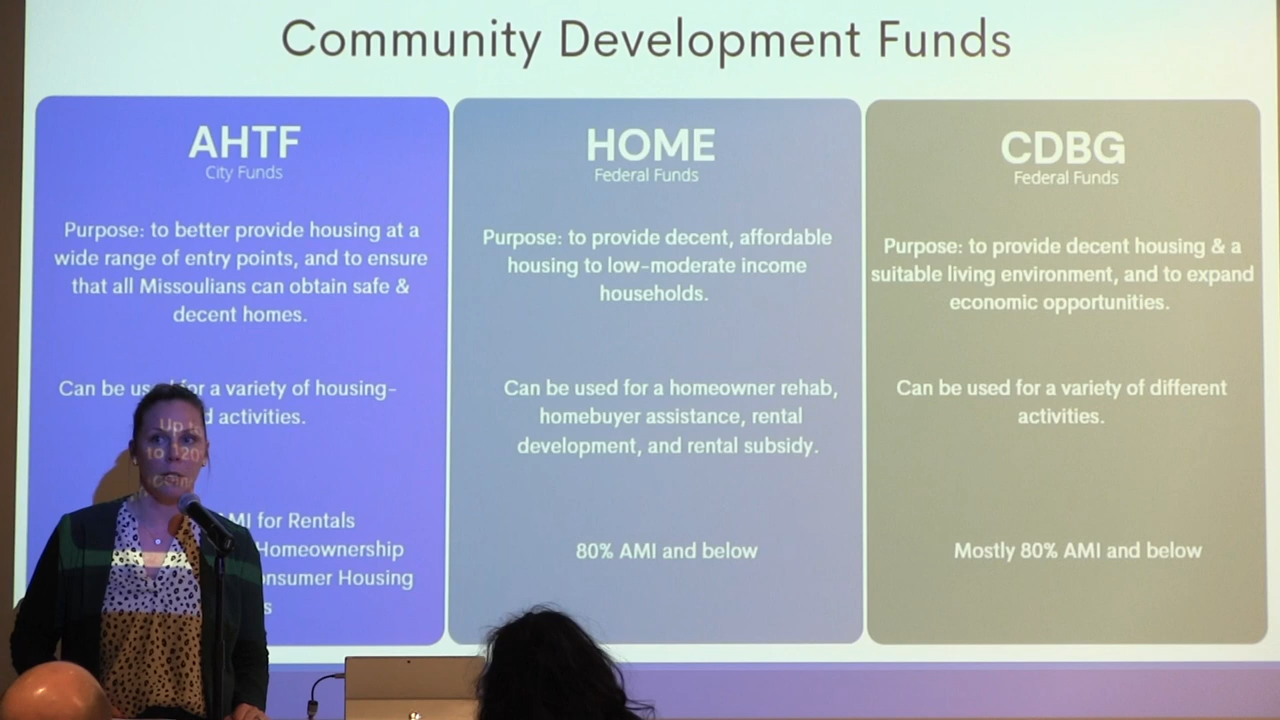 Community Development Funds
AHTF
City Funds
Purpose: to better provide housing at a
wide range of entry points, and to ensure
that all Missoulians can obtain safe &
decent homes.
Can be us for a variety of housing-
d activities.
Up to
to 120
MI for Rentals
Homeownership
onsumer Housing
s
HOME
Federal Funds
Purpose: to provide decent, affordable
housing to low-moderate income
households.
Can be used for a homeowner rehab,
homebuyer assistance, rental
development, and rental subsidy.
80% AMI and below
CDBG
Federal Funds
Purpose: to provide decent housing & a
suitable living environment, and to expand
economic opportunities.
Can be used for a variety of different
activities.
Mostly 80% AMI and below